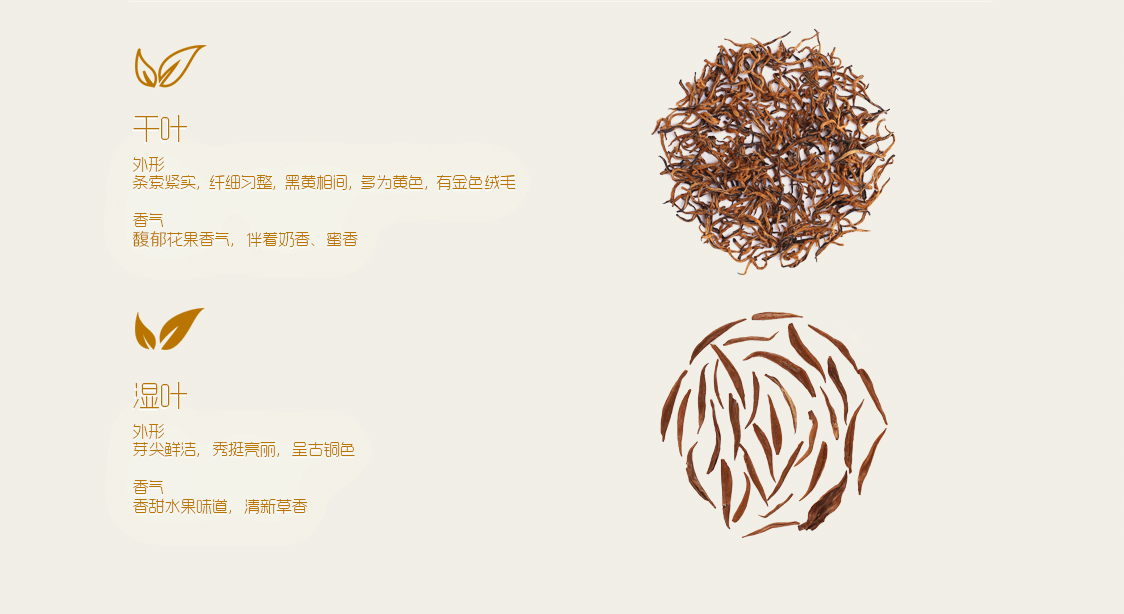 干叶
外形
条索紧实, 纤细习整, 黑黄相间, 多为黄色, 有金色绒毛
香气
馥郁花果香气, 伴着奶香、蜜香
湿叶
外形
芽尖鲜活, 秀挺亮丽, 呈古铜色
香气
香甜水果味道, 清新草香